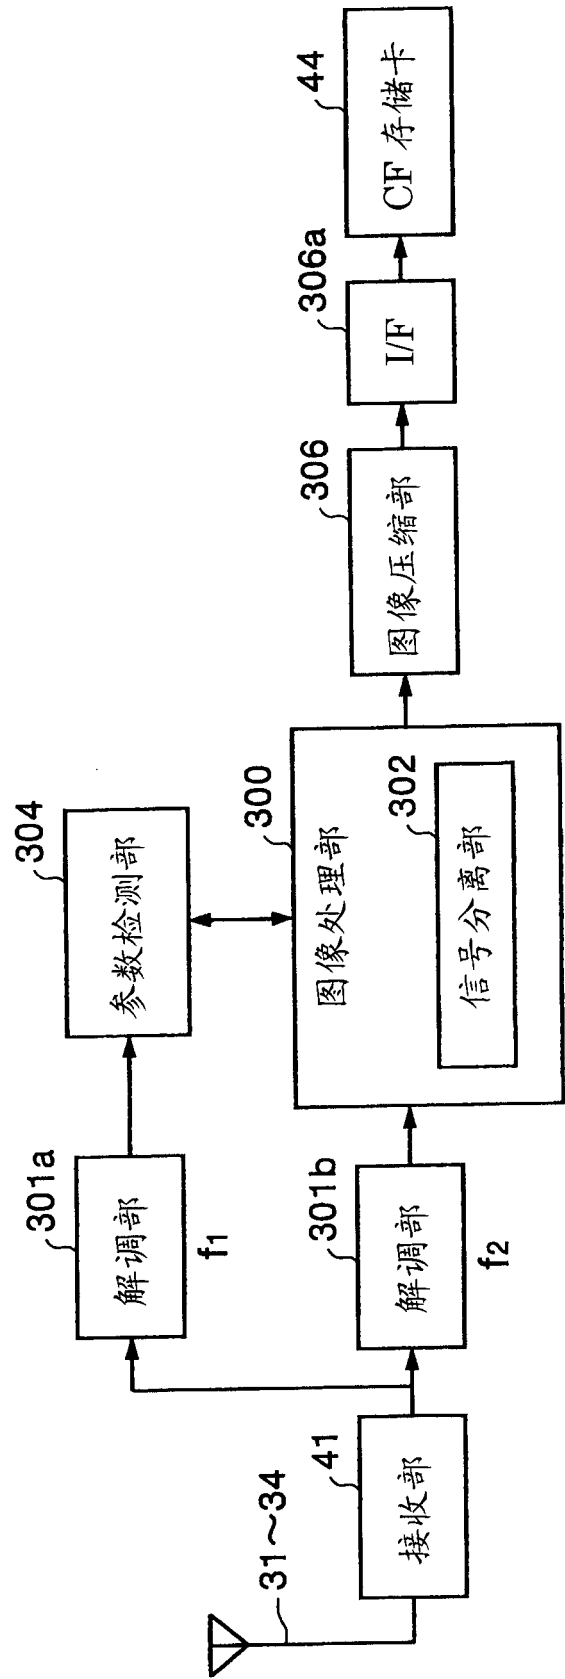 31～34
41
接收部
301a
解调部
f1
301b
解调部
f2
304
参数检测部
300
图像处理部
302
信号分离部
306
图像压缩部
306a
I/F
44
CF 存储卡